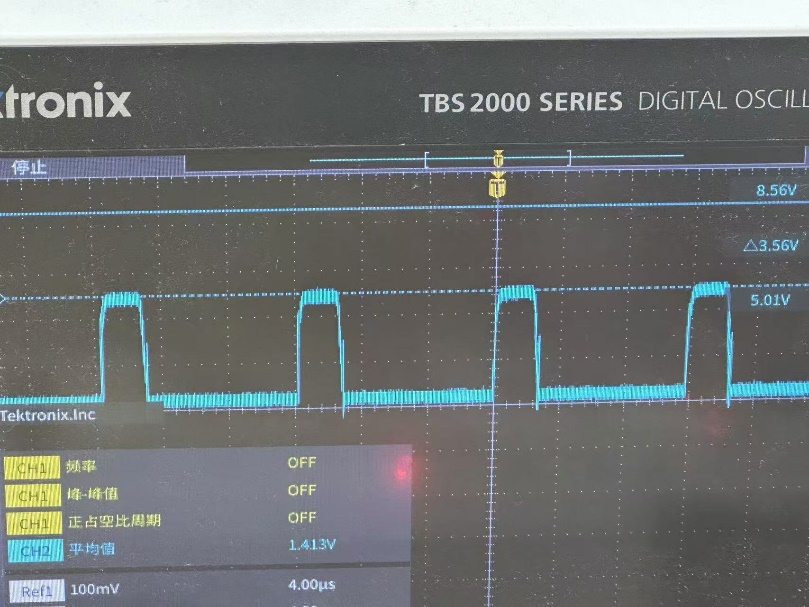 tronix
TBS 2000 SERIES DIGITAL OSCILL
停止
T
T
8.56V
△3.56V
5.01V
Tektronix.Inc
CH1 频率 OFF
CH1 峰-峰值 OFF
CH1 正占空比周期 OFF
CH2 平均值 1.413V
Ref1 100mV 4.00µs